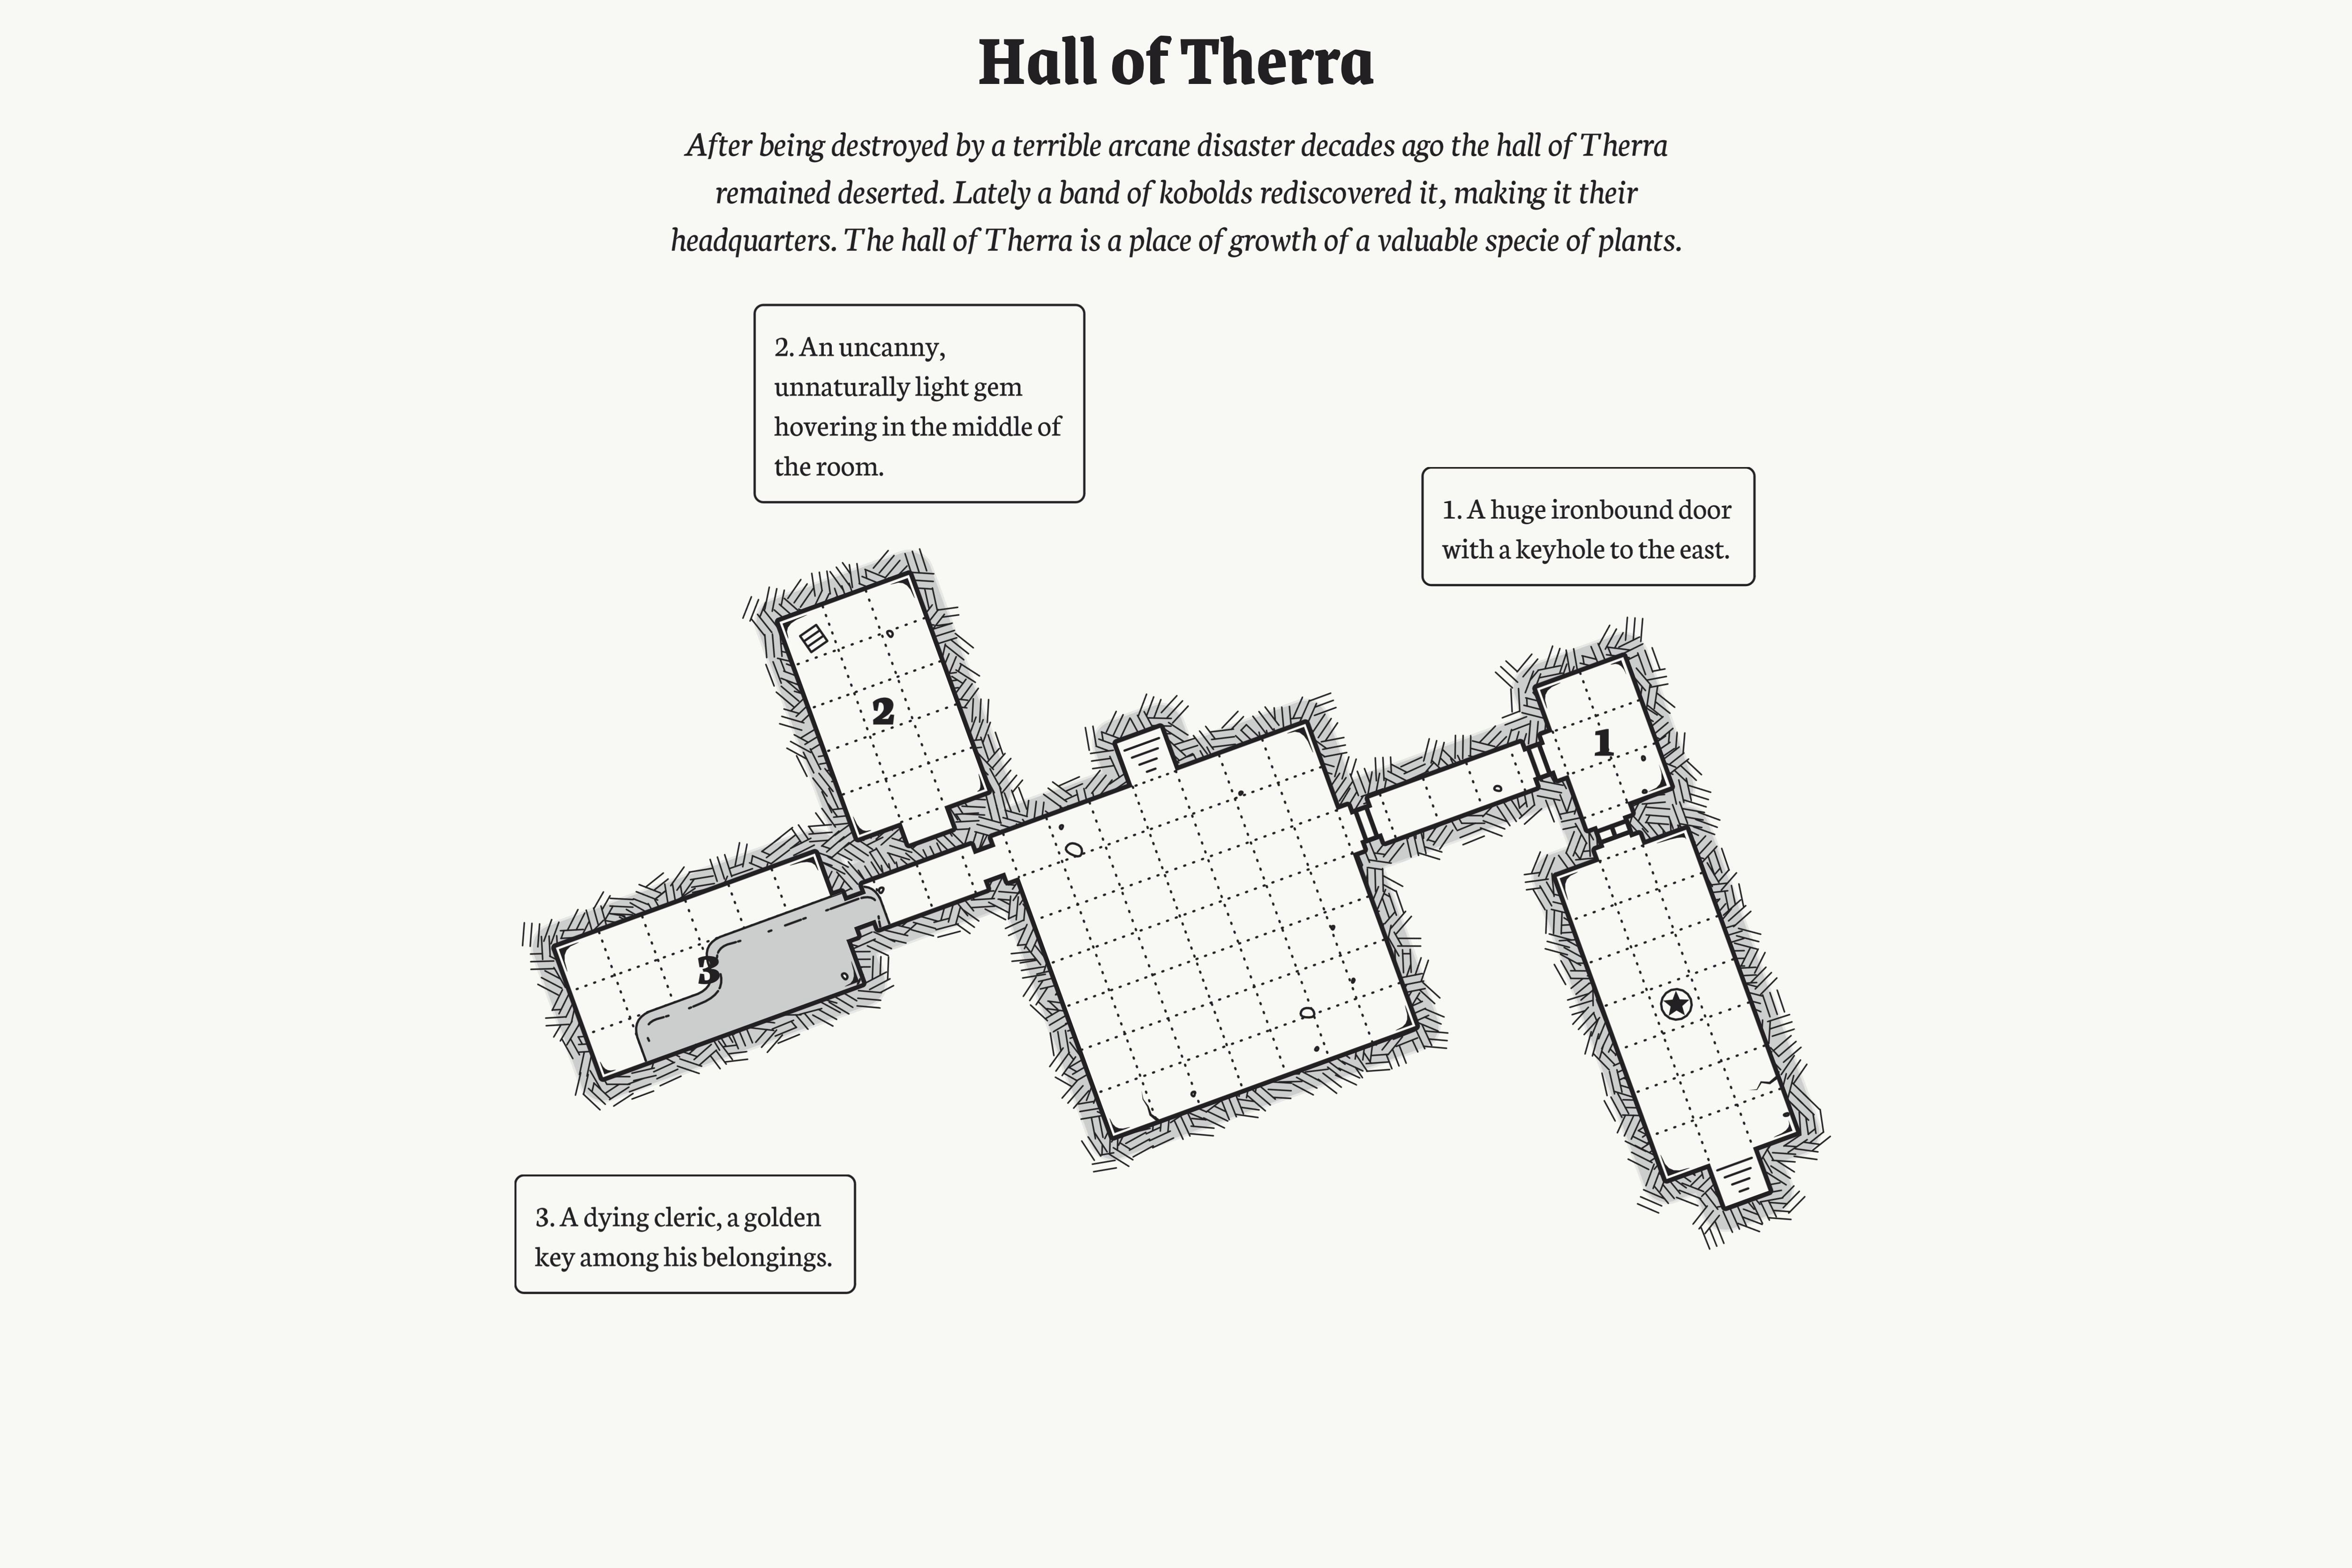 Hall of Therra
After being destroyed by a terrible arcane disaster decades ago the hall of Therra
remained deserted. Lately a band of kobolds rediscovered it, making it their
headquarters. The hall of Therra is a place of growth of a valuable specie of plants.
2. An uncanny,
unnaturally light gem
hovering in the middle of
the room.
1. A huge ironbound door
with a keyhole to the east.
2
1
3
3. A dying cleric, a golden
key among his belongings.